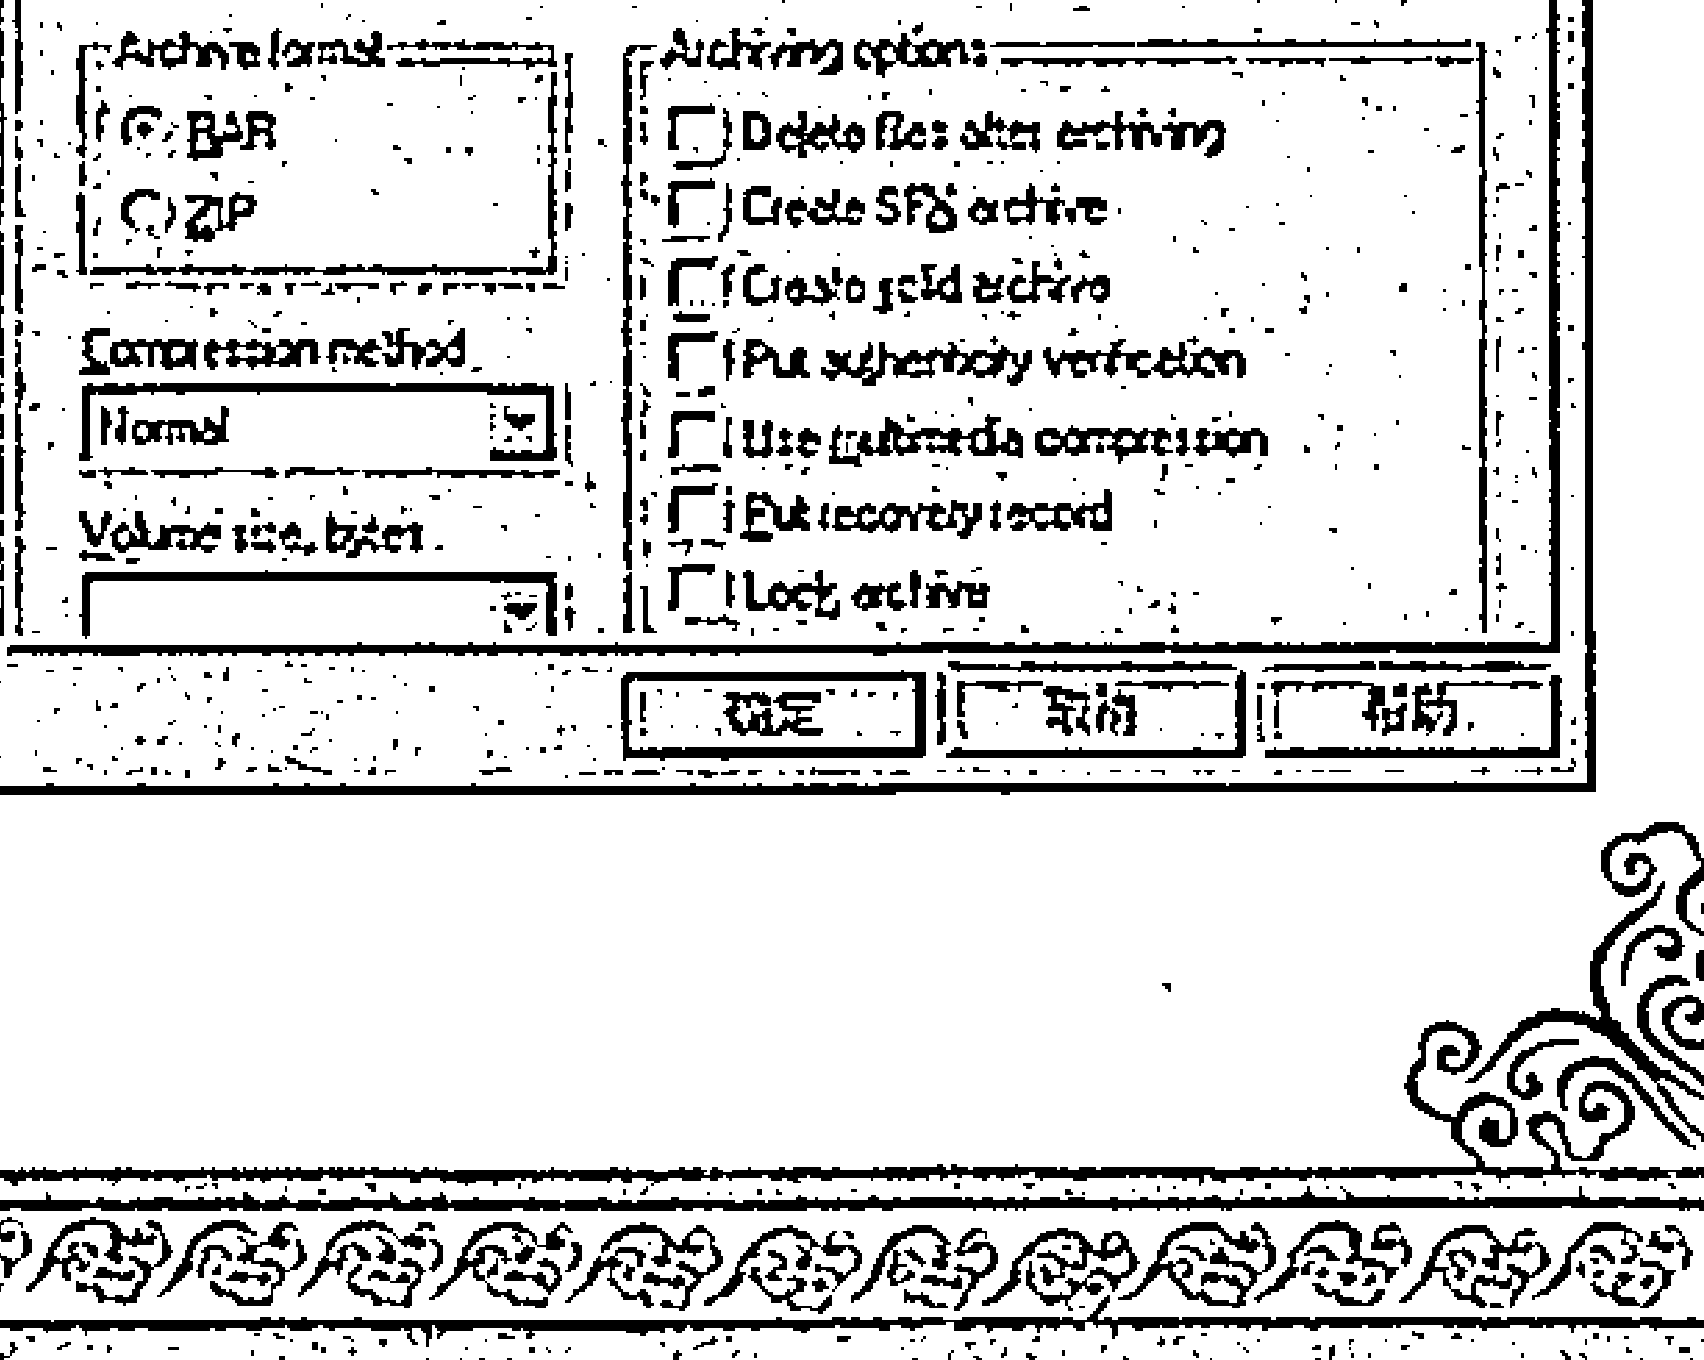 Archive format
RAR
ZIP
Compression method
Normal
Volume size, bytes
Archiving options
Delete files after archiving
Create SFX archive
Create solid archive
Put authenticity verification
Use multimedia compression
Put recovery record
Lock archive
确定
取消
帮助